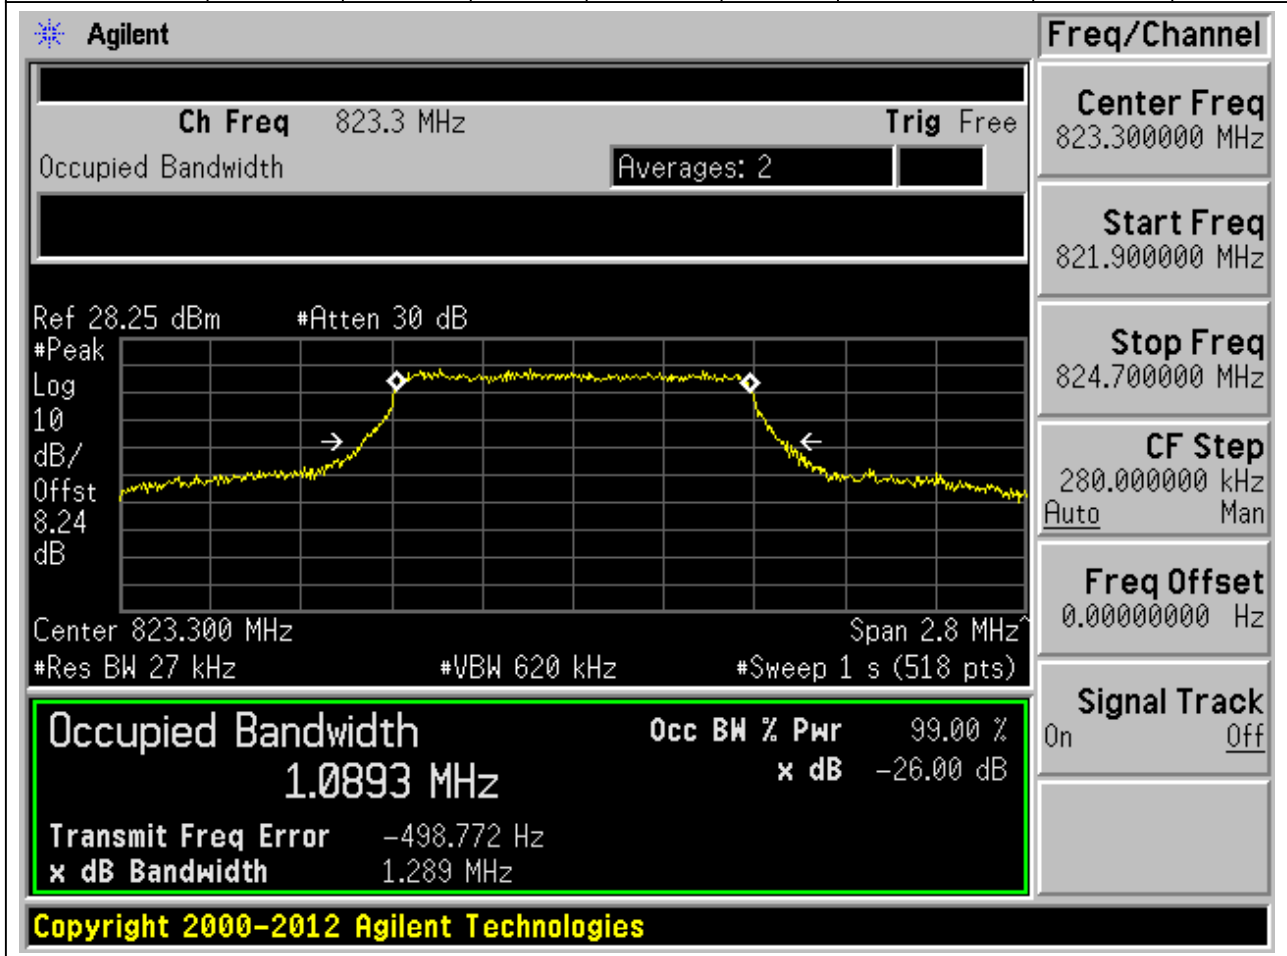 Agilent
Freq/Channel
Ch Freq 823.3 MHz Trig Free
Occupied Bandwidth Averages: 2
Center Freq
823.300000 MHz
Start Freq
821.900000 MHz
Stop Freq
824.700000 MHz
CF Step
280.000000 kHz
Auto Man
Freq Offset
0.00000000 Hz
Signal Track
On Off
Ref 28.25 dBm #Atten 30 dB
#Peak
Log
10
dB/
Offst
8.24
dB
Center 823.300 MHz Span 2.8 MHz^
#Res BW 27 kHz #VBW 620 kHz #Sweep 1 s (518 pts)
Occupied Bandwidth Occ BW % Pwr 99.00 %
1.0893 MHz x dB -26.00 dB
Transmit Freq Error -498.772 Hz
x dB Bandwidth 1.289 MHz
Copyright 2000-2012 Agilent Technologies